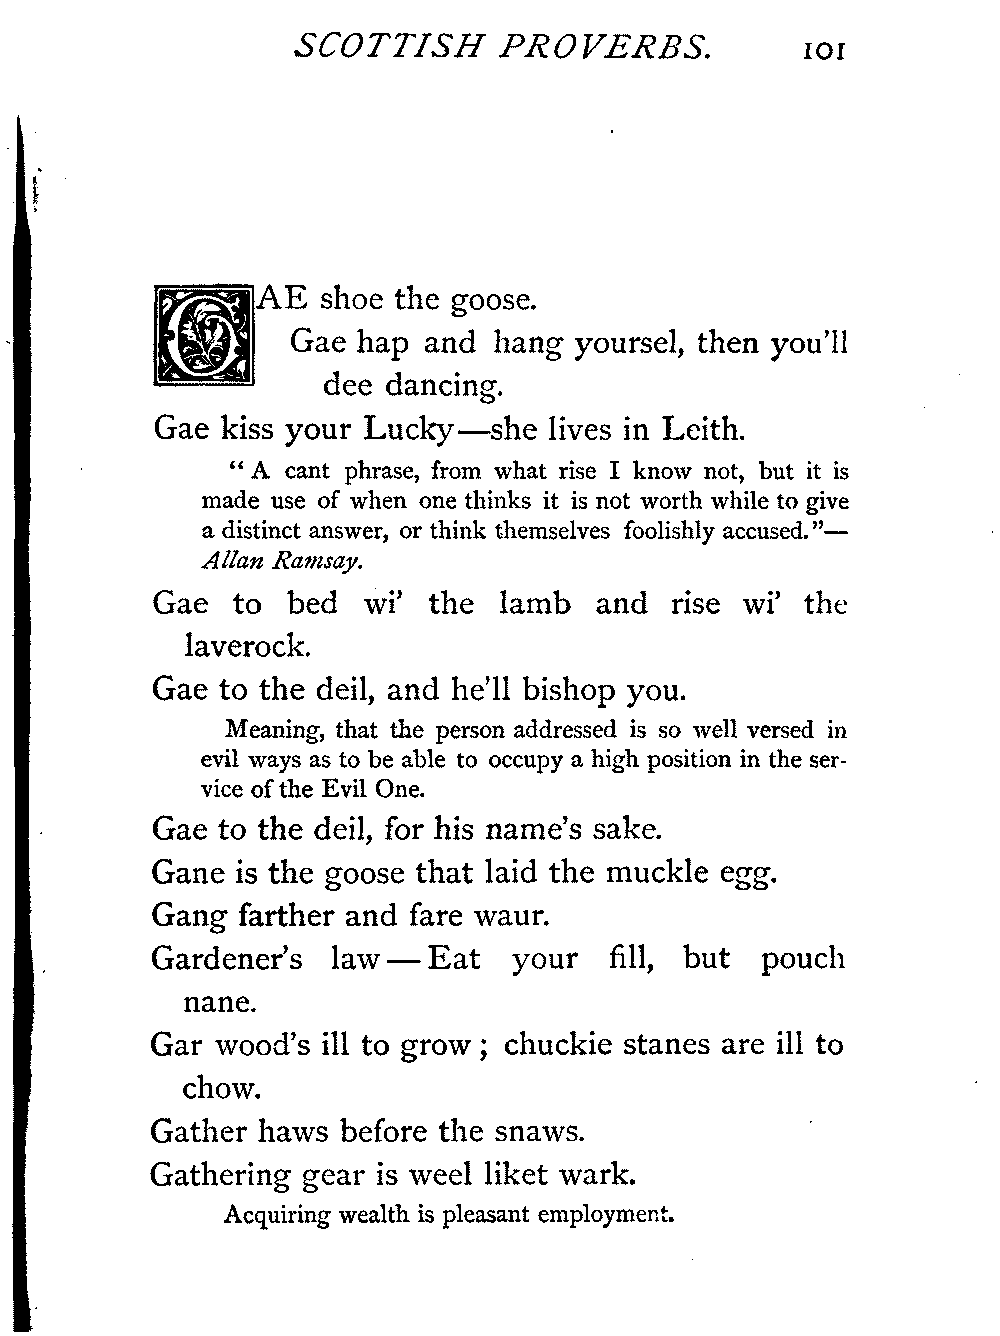 SCOTTISH PROVERBS. 101
GAE shoe the goose.
Gae hap and hang yoursel, then you'll
dee dancing.
Gae kiss your Lucky—she lives in Leith.
“A cant phrase, from what rise I know not, but it is
made use of when one thinks it is not worth while to give
a distinct answer, or think themselves foolishly accused.”—
Allan Ramsay.
Gae to bed wi’ the lamb and rise wi’ the
laverock.
Gae to the deil, and he'll bishop you.
Meaning, that the person addressed is so well versed in
evil ways as to be able to occupy a high position in the ser-
vice of the Evil One.
Gae to the deil, for his name's sake.
Gane is the goose that laid the muckle egg.
Gang farther and fare waur.
Gardener's law—Eat your fill, but pouch
nane.
Gar wood's ill to grow; chuckie stanes are ill to
chow.
Gather haws before the snaws.
Gathering gear is weel liket wark.
Acquiring wealth is pleasant employment.